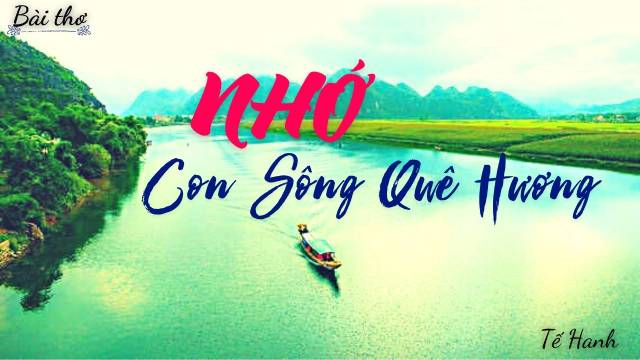 Bài thơ
NHỚ
Con Sông Quê Hương
Tế Hanh